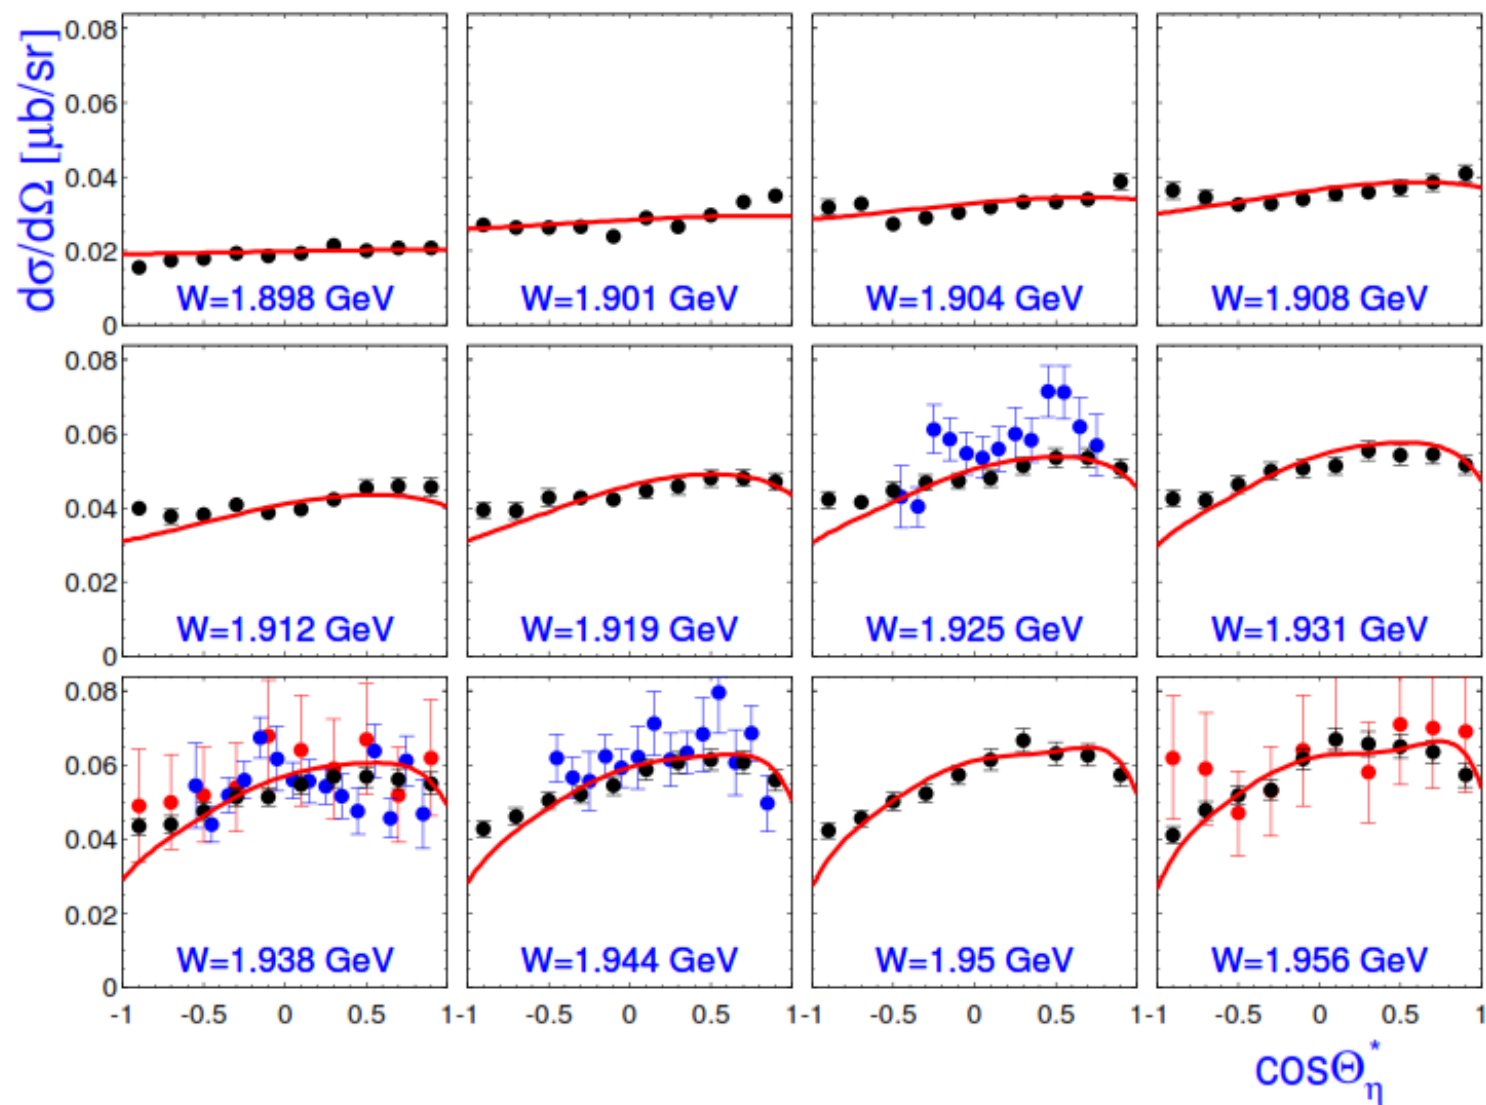 dσ/dΩ [μb/sr]
0.08
0.06
0.04
0.02
0
W=1.898 GeV
W=1.901 GeV
W=1.904 GeV
W=1.908 GeV
0.08
0.06
0.04
0.02
0
W=1.912 GeV
W=1.919 GeV
W=1.925 GeV
W=1.931 GeV
0.08
0.06
0.04
0.02
0
W=1.938 GeV
W=1.944 GeV
W=1.95 GeV
W=1.956 GeV
-1 -0.5 0 0.5 1-1 -0.5 0 0.5 1-1 -0.5 0 0.5 1-1 -0.5 0 0.5 1
cosΘ*η